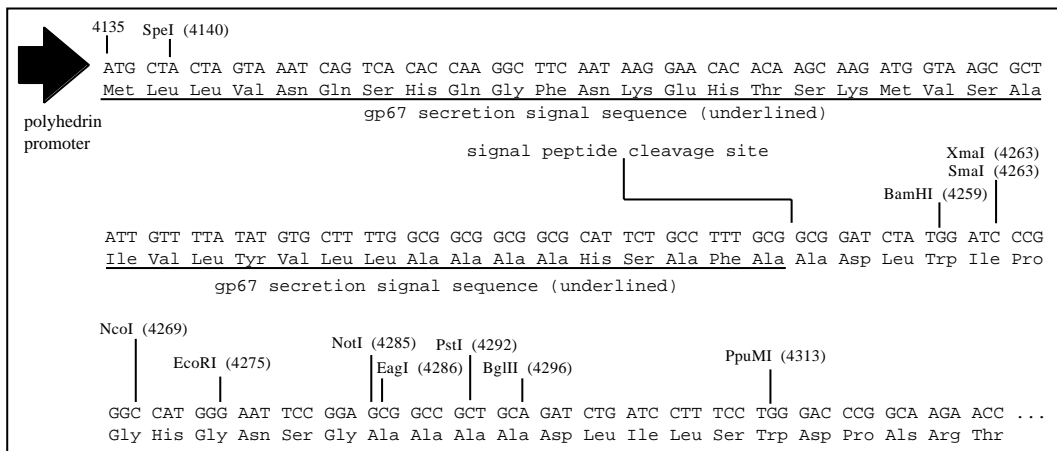 4135 SpeI (4140)
ATG CTA CTA GTA AAT CAG TCA CAC CAA GGC TTC AAT AAG GAA CAC ACA AGC AAG ATG GTA AGC GCT
Met Leu Leu Val Asn Gln Ser His Gln Gly Phe Asn Lys Glu His Thr Ser Lys Met Val Ser Ala
gp67 secretion signal sequence (underlined)
polyhedrin
promoter
signal peptide cleavage site
XmaI (4263)
SmaI (4263)
BamHI (4259)
ATT GTT TTA TAT GTG CTT TTG GCG GCG GCG GCG CAT TCT GCC TTT GCG GCG GAT CTA TGG ATC CCG
Ile Val Leu Tyr Val Leu Leu Ala Ala Ala Ala His Ser Ala Phe Ala Ala Asp Leu Trp Ile Pro
gp67 secretion signal sequence (underlined)
NcoI (4269)
EcoRI (4275)
NotI (4285)
EagI (4286)
PstI (4292)
BglII (4296)
PpuMI (4313)
GGC CAT GGG AAT TCC GGA GCG GCC GCT GCA GAT CTG ATC CTT TCC TGG GAC CCG GCA AGA ACC ...
Gly His Gly Asn Ser Gly Ala Ala Ala Ala Asp Leu Ile Leu Ser Trp Asp Pro Als Arg Thr